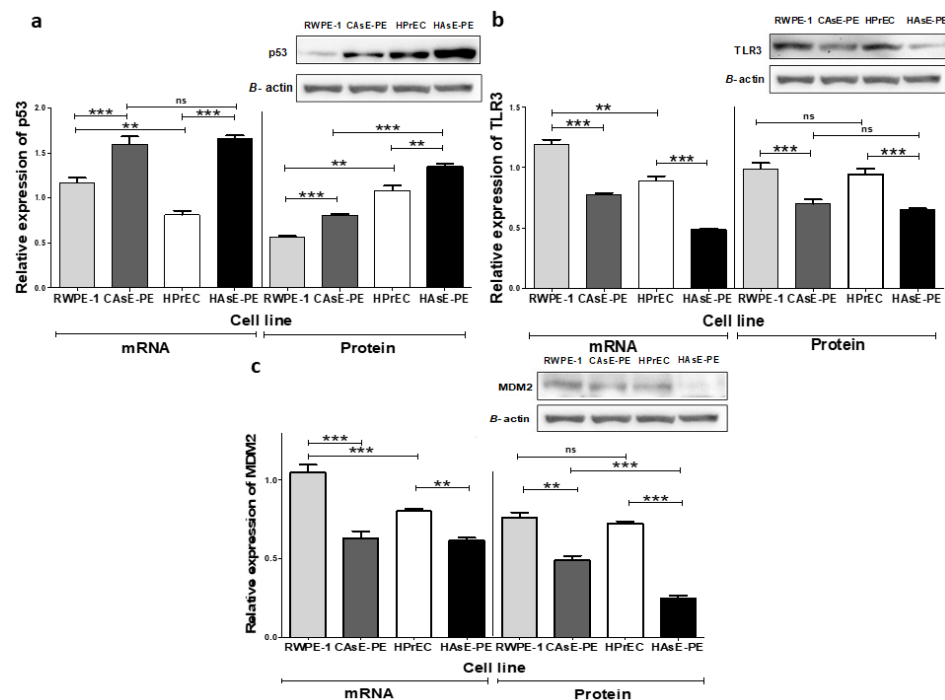 a
RWPE-1 CAsE-PE HPrEC HAsE-PE
p53
B- actin
Relative expression of p53
2.0
1.5
1.0
0.5
0.0
*** ns ***
**
***
** **
***
RWPE-1 CAsE-PE HPrEC HAsE-PE RWPE-1 CAsE-PE HPrEC HAsE-PE
Cell line
mRNA Protein
b
RWPE-1 CAsE-PE HPrEC HAsE-PE
TLR3
B- actin
Relative expression of TLR3
1.5
1.0
0.5
0.0
**
***
***
ns
ns
*** ***
RWPE-1 CAsE-PE HPrEC HAsE-PE RWPE-1 CAsE-PE HPrEC HAsE-PE
Cell line
mRNA Protein
c
RWPE-1 CAsE-PE HPrEC HAsE-PE
MDM2
B- actin
Relative expression of MDM2
1.0
0.5
0.0
***
***
**
ns
***
** ***
RWPE-1 CAsE-PE HPrEC HAsE-PE RWPE-1 CAsE-PE HPrEC HAsE-PE
Cell line
mRNA Protein